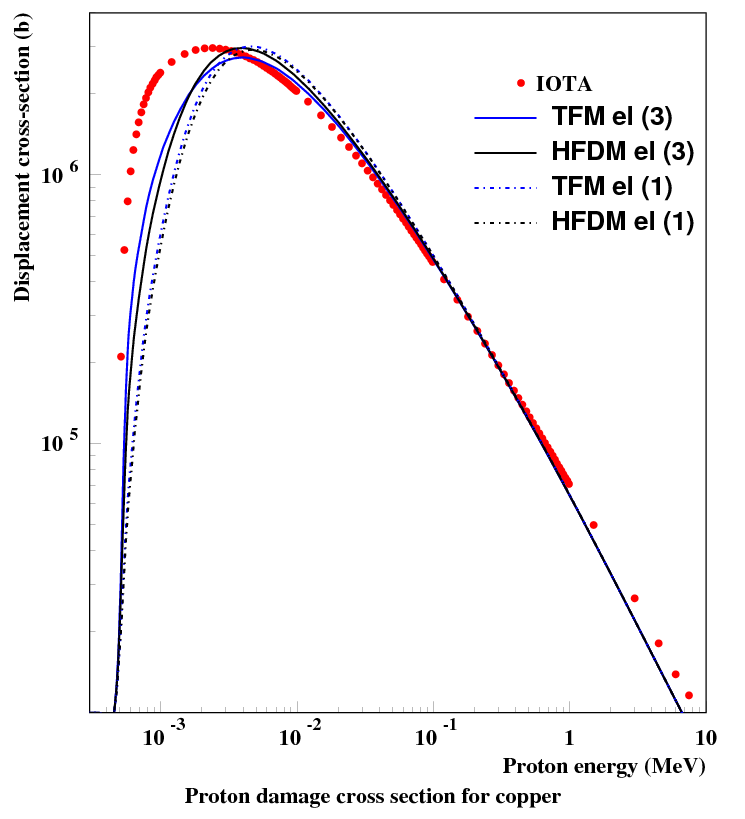 Displacement cross-section (b)
IOTA
TFM el (3)
HFDM el (3)
TFM el (1)
HFDM el (1)
10 6
10 5
10 -3 10 -2 10 -1 1 10
Proton energy (MeV)
Proton damage cross section for copper